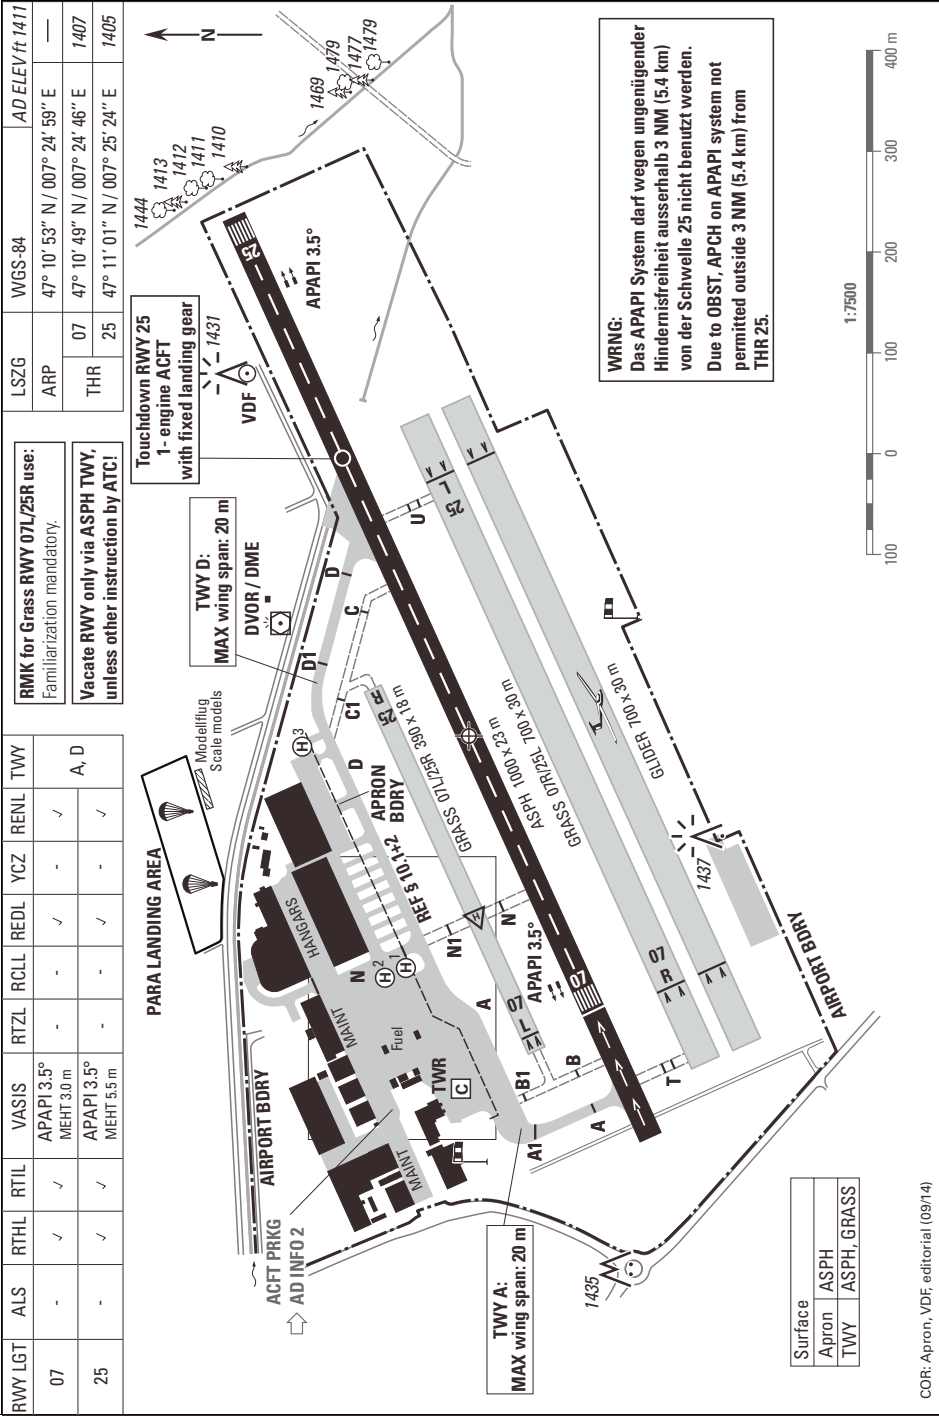 RWY LGT ALS RTHL RTIL VASIS RTZL RCLL REDL YCZ RENL TWY
07 - ✓ ✓ APAPI 3.5° - - ✓ - ✓ A, D
MEHT 3.0 m
25 - ✓ ✓ APAPI 3.5° - - ✓ - ✓
MEHT 5.5 m
RMK for Grass RWY 07L/25R use:
Familiarization mandatory.
Vacate RWY only via ASPH TWY,
unless other instruction by ATC!
LSZG WGS-84 AD ELEV ft 1411
ARP 47° 10' 53" N / 007° 24' 59" E —
THR 07 47° 10' 49" N / 007° 24' 46" E 1407
25 47° 11' 01" N / 007° 25' 24" E 1405
PARA LANDING AREA
Modellflug
Scale models
TWY D:
MAX wing span: 20 m
DVOR / DME
Touchdown RWY 25
1- engine ACFT
with fixed landing gear
1431
VDF
1444
1413
1412
1411
1410
1469
1479
1477
1479
N
AIRPORT BDRY
ACFT PRKG
AD INFO 2
HANGARS
MAINT
MAINT
Fuel
TWR
C
N
H 2
H 1
H 3
REF § 10.1+2
D
APRON
BDRY
D1
D
C1
C
U
25 R
GRASS 07L/25R 390 x 18 m
07 L
A
N1
H
N
APAPI 3.5°
B1
B
A1
A
T
07
ASPH 1000 x 23 m
25
APAPI 3.5°
GRASS 07R/25L 700 x 30 m
07 R
25 L
GLIDER 700 x 30 m
1437
AIRPORT BDRY
1435
TWY A:
MAX wing span: 20 m
WRNG:
Das APAPI System darf wegen ungenügender
Hindernisfreiheit ausserhalb 3 NM (5.4 km)
von der Schwelle 25 nicht benutzt werden.
Due to OBST, APCH on APAPI system not
permitted outside 3 NM (5.4 km) from
THR 25.
1:7500
100 0 100 200 300 400 m
Surface
Apron ASPH
TWY ASPH, GRASS
COR: Apron, VDF, editorial (09/14)